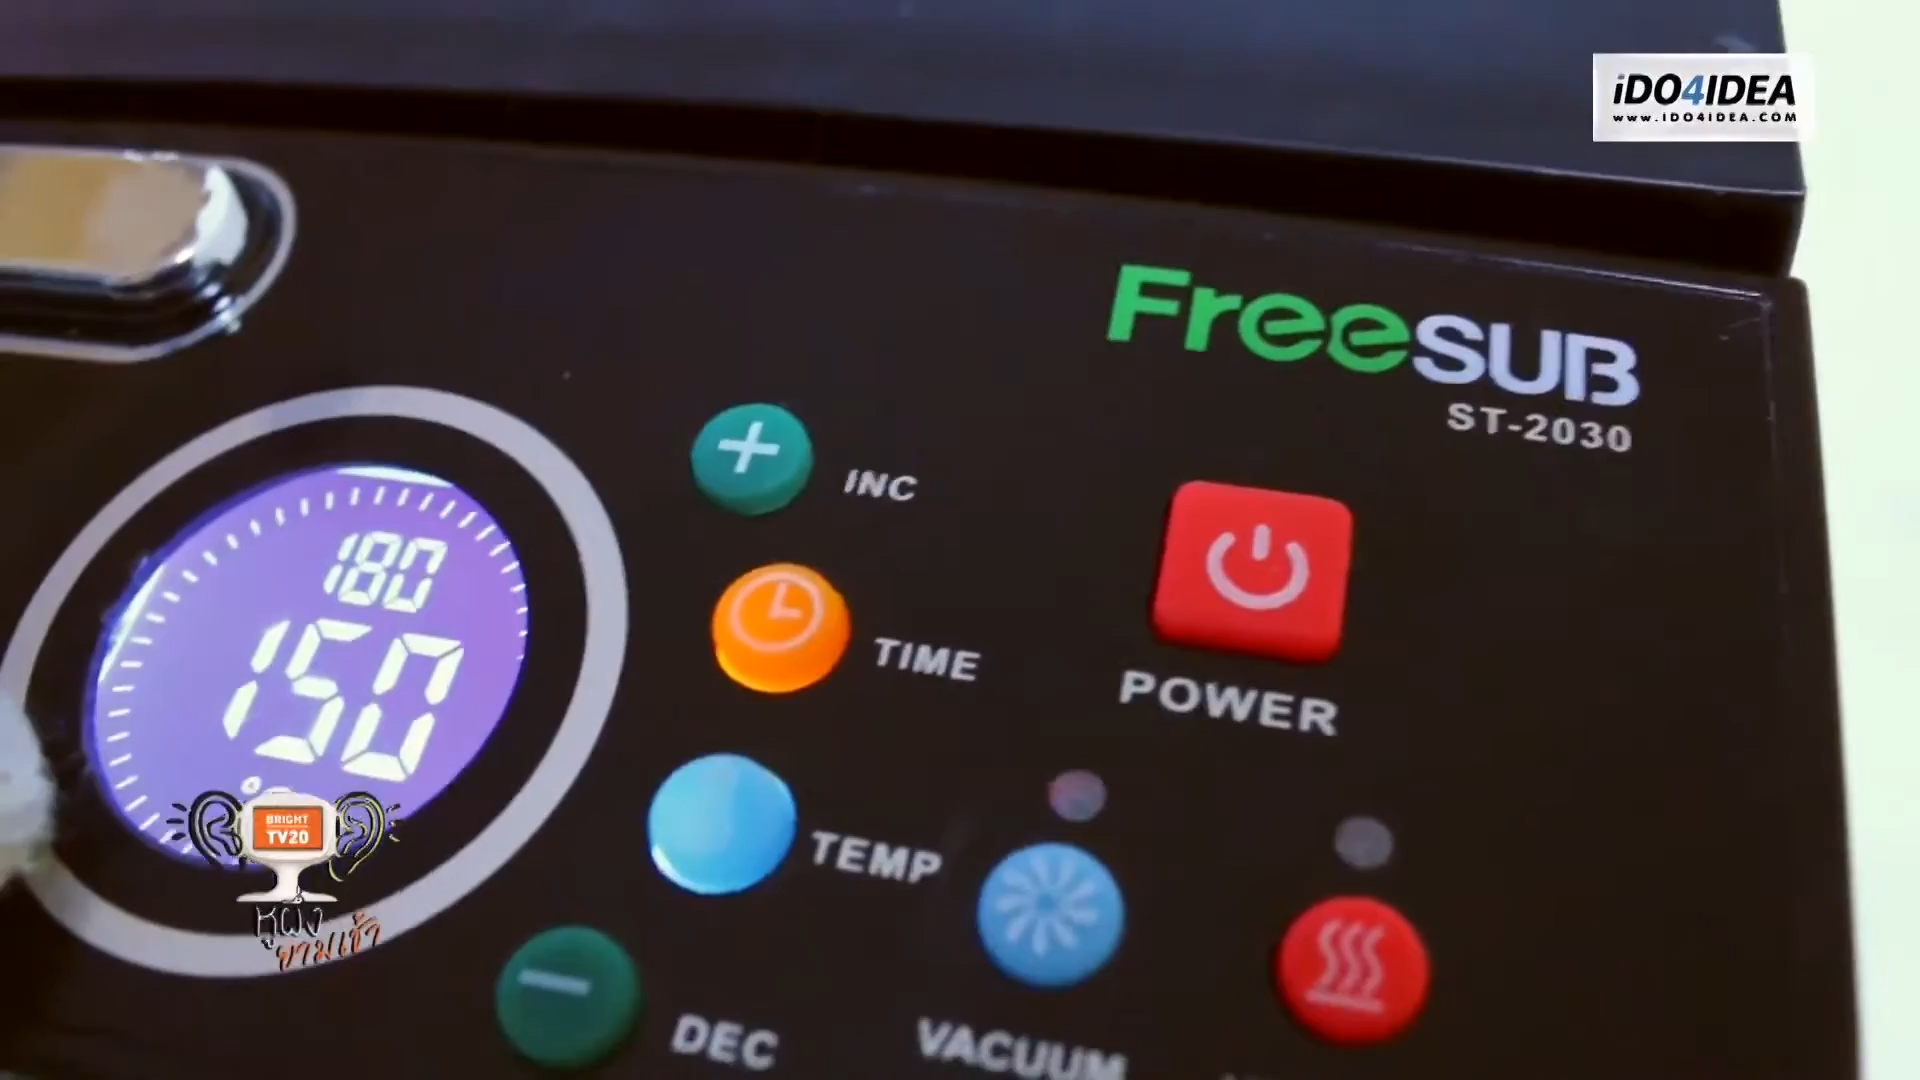 iDO4IDEA
www.iDO4IDEA.COM
FreeSUB
ST-2030
+
INC
180
150
TIME
POWER
TEMP
BRIGHT
TV20
หูผึ่ง
ยามเช้า
DEC
VACUUM